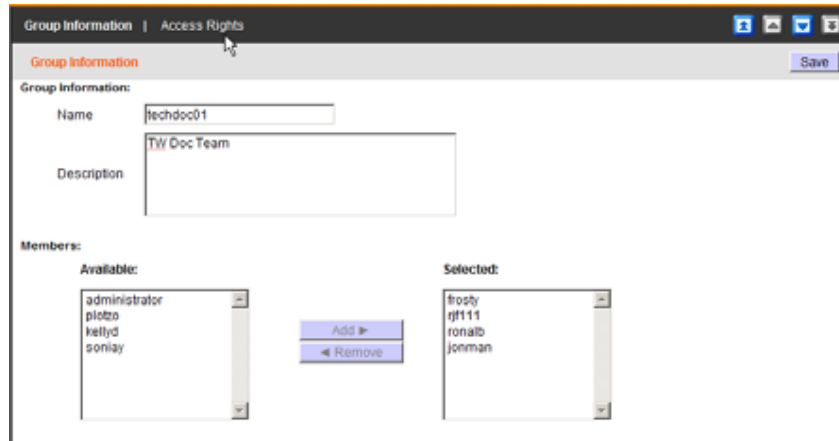 Group Information | Access Rights
Group Information
Save
Group Information:
Name
techdoc01
Description
TW Doc Team
Members:
Available:
Selected:
administrator
plotzo
kellyd
soniay
Add ►
◄ Remove
frosty
rjf111
ronalb
jonman